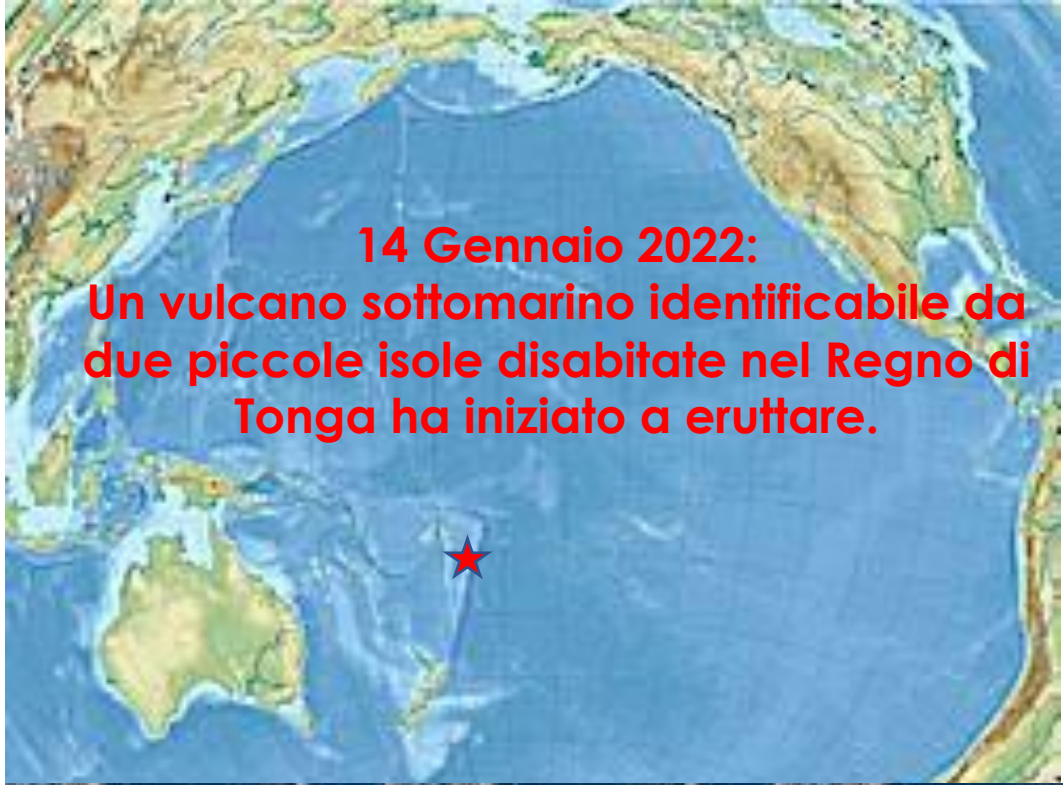 14 Gennaio 2022:
Un vulcano sottomarino identificabile da
due piccole isole disabitate nel Regno di
Tonga ha iniziato a eruttare.